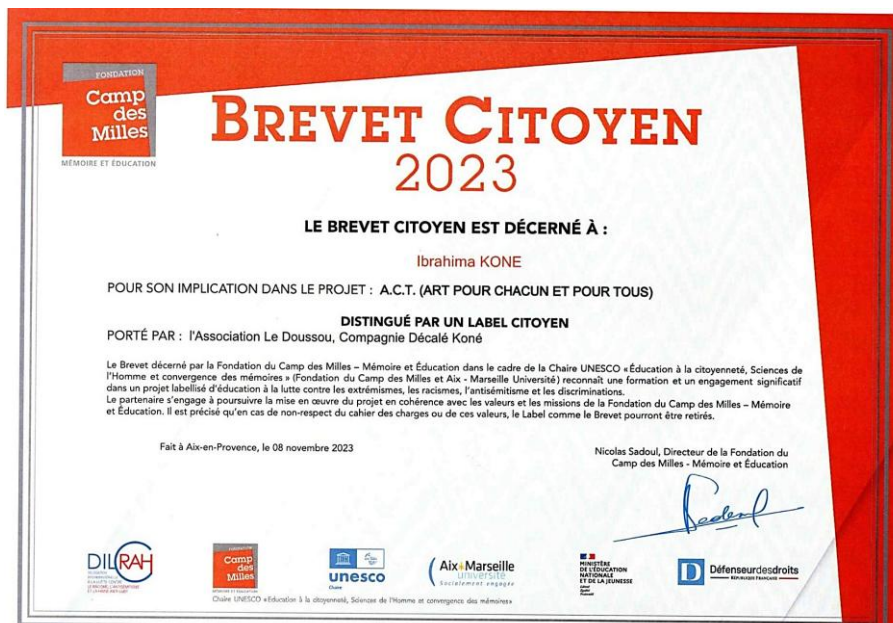 FONDATION
Camp
des
Milles
MÉMOIRE ET ÉDUCATION
BREVET CITOYEN
2023
LE BREVET CITOYEN EST DÉCERNÉ À :
Ibrahima KONE
POUR SON IMPLICATION DANS LE PROJET : A.C.T. (ART POUR CHACUN ET POUR TOUS)
DISTINGUÉ PAR UN LABEL CITOYEN
PORTÉ PAR : l'Association Le Doussou, Compagnie Décalé Koné
Le Brevet décerné par la Fondation du Camp des Milles – Mémoire et Éducation dans le cadre de la Chaire UNESCO «Éducation à la citoyenneté, Sciences de
l'Homme et convergence des mémoires » (Fondation du Camp des Milles et Aix - Marseille Université) reconnaît une formation et un engagement significatif
dans un projet labellisé d'éducation à la lutte contre les extrémismes, les racismes, l'antisémitisme et les discriminations.
Le partenaire s'engage à poursuivre la mise en œuvre du projet en cohérence avec les valeurs et les missions de la Fondation du Camp des Milles – Mémoire
et Éducation. Il est précisé qu'en cas de non-respect du cahier des charges ou de ces valeurs, le Label comme le Brevet pourront être retirés.
Fait à Aix-en-Provence, le 08 novembre 2023
Nicolas Sadoul, Directeur de la Fondation du
Camp des Milles - Mémoire et Éducation
DILCRAH
FONDATION
Camp
des
Milles
MÉMOIRE ET ÉDUCATION
unesco
Chaire
Aix Marseille
université
Socialement engagée
MINISTÈRE
DE L'ÉDUCATION
NATIONALE
ET DE LA JEUNESSE
Liberté
Égalité
Fraternité
Défenseurdesdroits
RÉPUBLIQUE FRANÇAISE
Chaire UNESCO «Education à la citoyenneté, Sciences de l'Homme et convergence des mémoires»